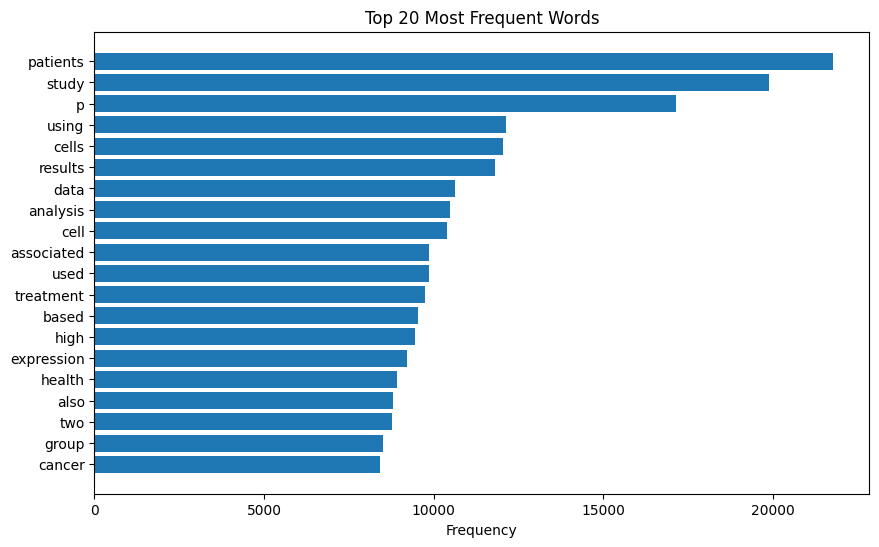 Top 20 Most Frequent Words
patients
study
p
using
cells
results
data
analysis
cell
associated
used
treatment
based
high
expression
health
also
two
group
cancer
0 5000 10000 15000 20000
Frequency